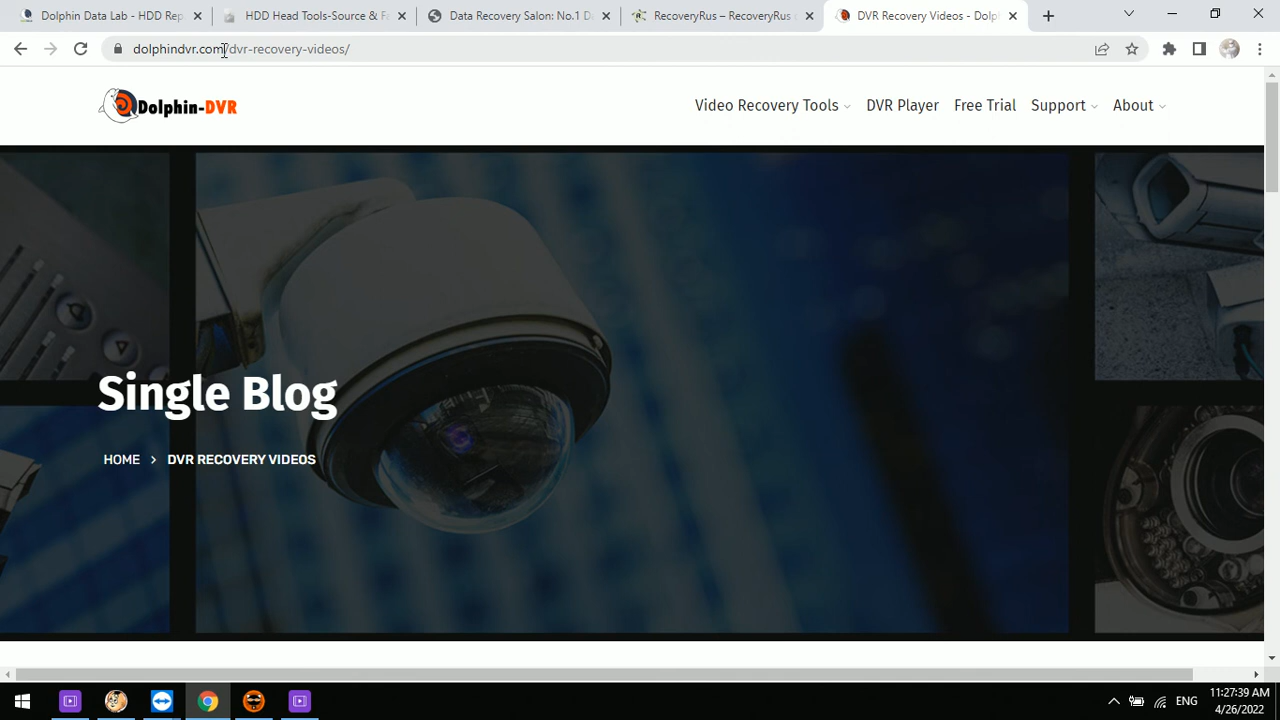 Dolphin Data Lab - HDD Rep
HDD Head Tools-Source & Fa
Data Recovery Salon: No.1 D
RecoveryRus – RecoveryRus
DVR Recovery Videos - Dolp
dolphindvr.com/dvr-recovery-videos/
Dolphin-DVR
Video Recovery Tools
DVR Player
Free Trial
Support
About
Single Blog
HOME > DVR RECOVERY VIDEOS
ENG
11:27:39 AM
4/26/2022